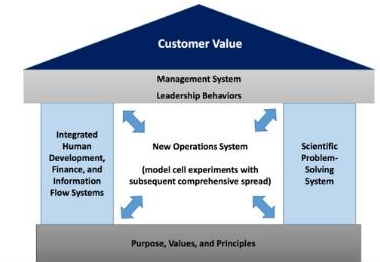 Customer Value
Management System
Leadership Behaviors
Integrated
Human
Development,
Finance, and
Information
Flow Systems
New Operations System
(model cell experiments with
subsequent comprehensive spread)
Scientific
Problem-
Solving
System
Purpose, Values, and Principles